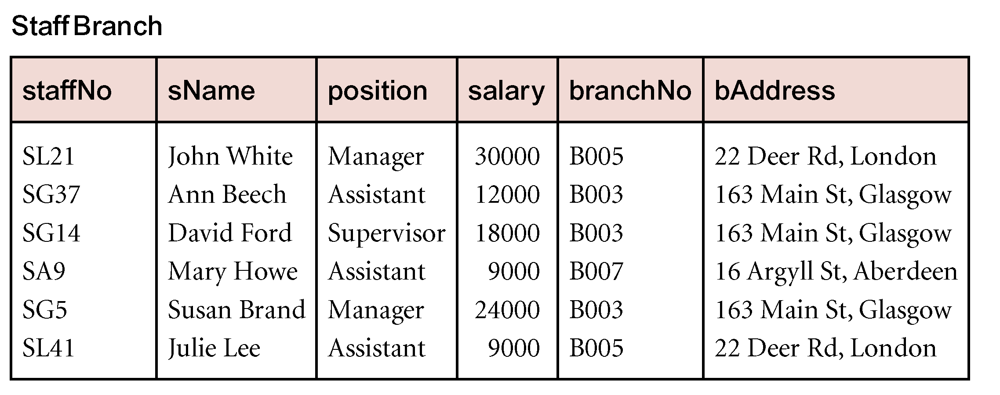 StaffBranch
staffNo sName position salary branchNo bAddress
SL21 John White Manager 30000 B005 22 Deer Rd, London
SG37 Ann Beech Assistant 12000 B003 163 Main St, Glasgow
SG14 David Ford Supervisor 18000 B003 163 Main St, Glasgow
SA9 Mary Howe Assistant 9000 B007 16 Argyll St, Aberdeen
SG5 Susan Brand Manager 24000 B003 163 Main St, Glasgow
SL41 Julie Lee Assistant 9000 B005 22 Deer Rd, London